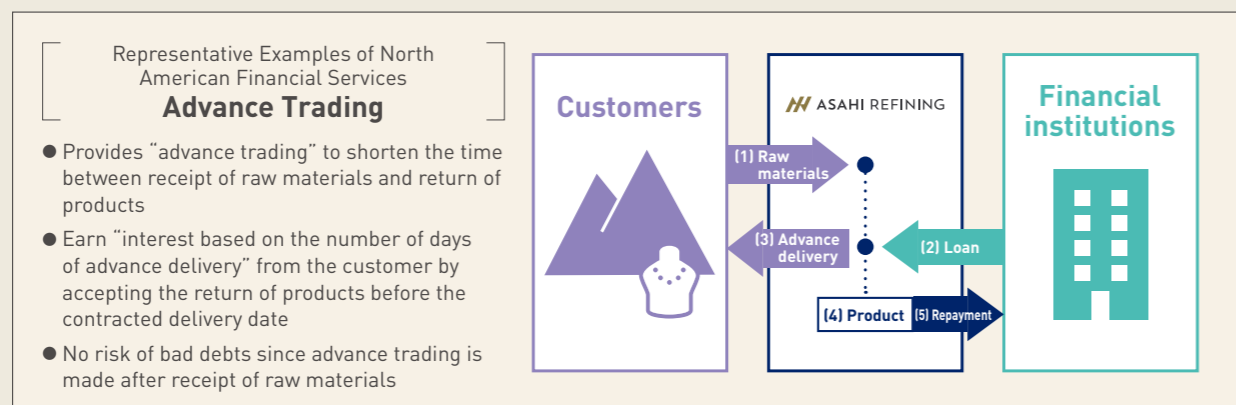 Representative Examples of North
American Financial Services
Advance Trading
● Provides “advance trading” to shorten the time
between receipt of raw materials and return of
products
● Earn “interest based on the number of days
of advance delivery” from the customer by
accepting the return of products before the
contracted delivery date
● No risk of bad debts since advance trading is
made after receipt of raw materials
Customers
ASAHI REFINING
Financial
institutions
(1) Raw
materials
(3) Advance
delivery
(2) Loan
(4) Product
(5) Repayment